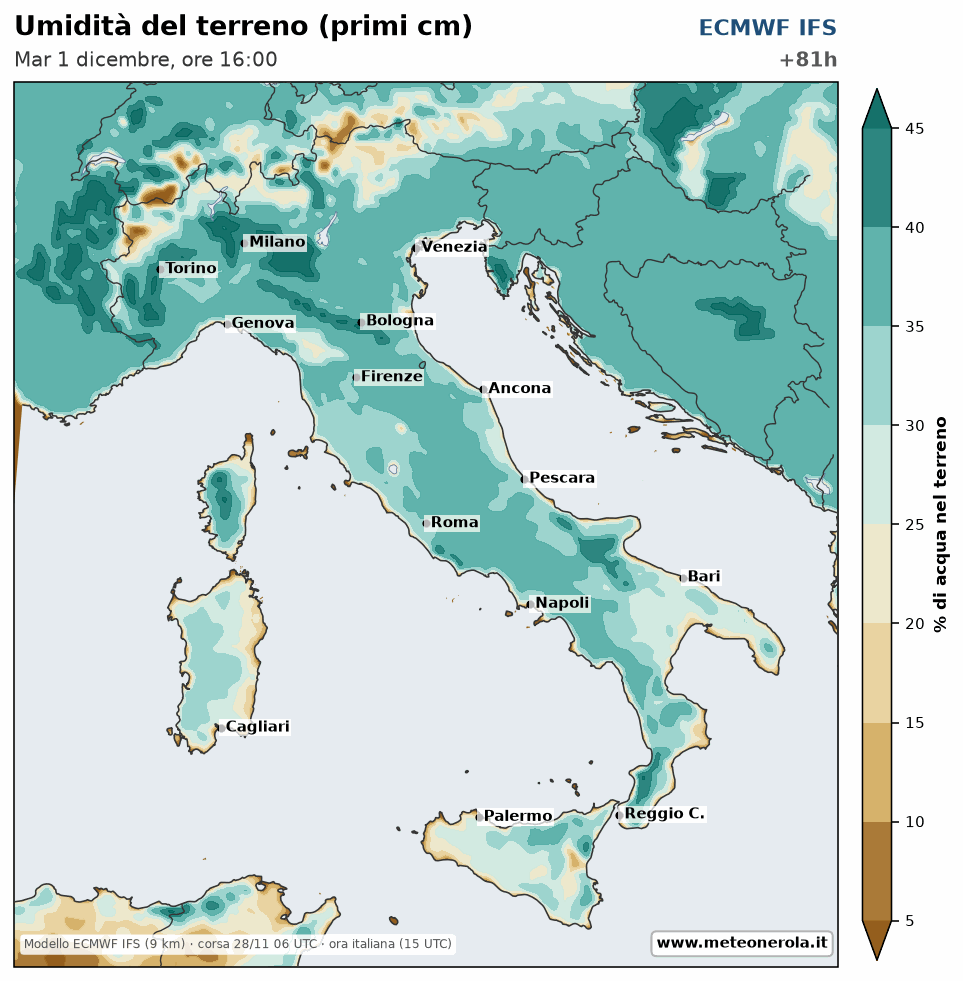 Umidità del terreno (primi cm)
ECMWF IFS
Mar 1 dicembre, ore 16:00
+81h
Milano
Venezia
Torino
Genova
Bologna
Firenze
Ancona
Pescara
Roma
Bari
Napoli
Cagliari
Palermo
Reggio C.
45
40
35
30
25
20
15
10
5
% di acqua nel terreno
Modello ECMWF IFS (9 km) · corsa 28/11 06 UTC · ora italiana (15 UTC)
www.meteonerola.it